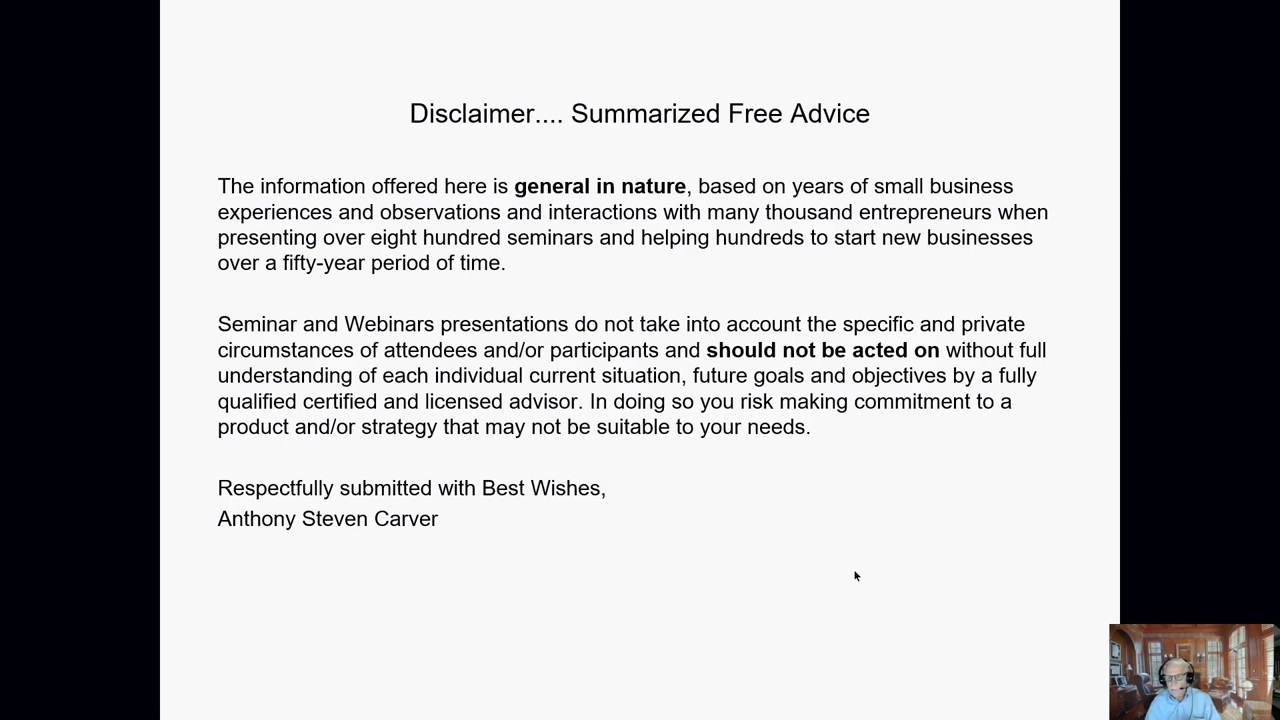 Disclaimer.... Summarized Free Advice
The information offered here is general in nature, based on years of small business
experiences and observations and interactions with many thousand entrepreneurs when
presenting over eight hundred seminars and helping hundreds to start new businesses
over a fifty-year period of time.
Seminar and Webinars presentations do not take into account the specific and private
circumstances of attendees and/or participants and should not be acted on without full
understanding of each individual current situation, future goals and objectives by a fully
qualified certified and licensed advisor. In doing so you risk making commitment to a
product and/or strategy that may not be suitable to your needs.
Respectfully submitted with Best Wishes,
Anthony Steven Carver